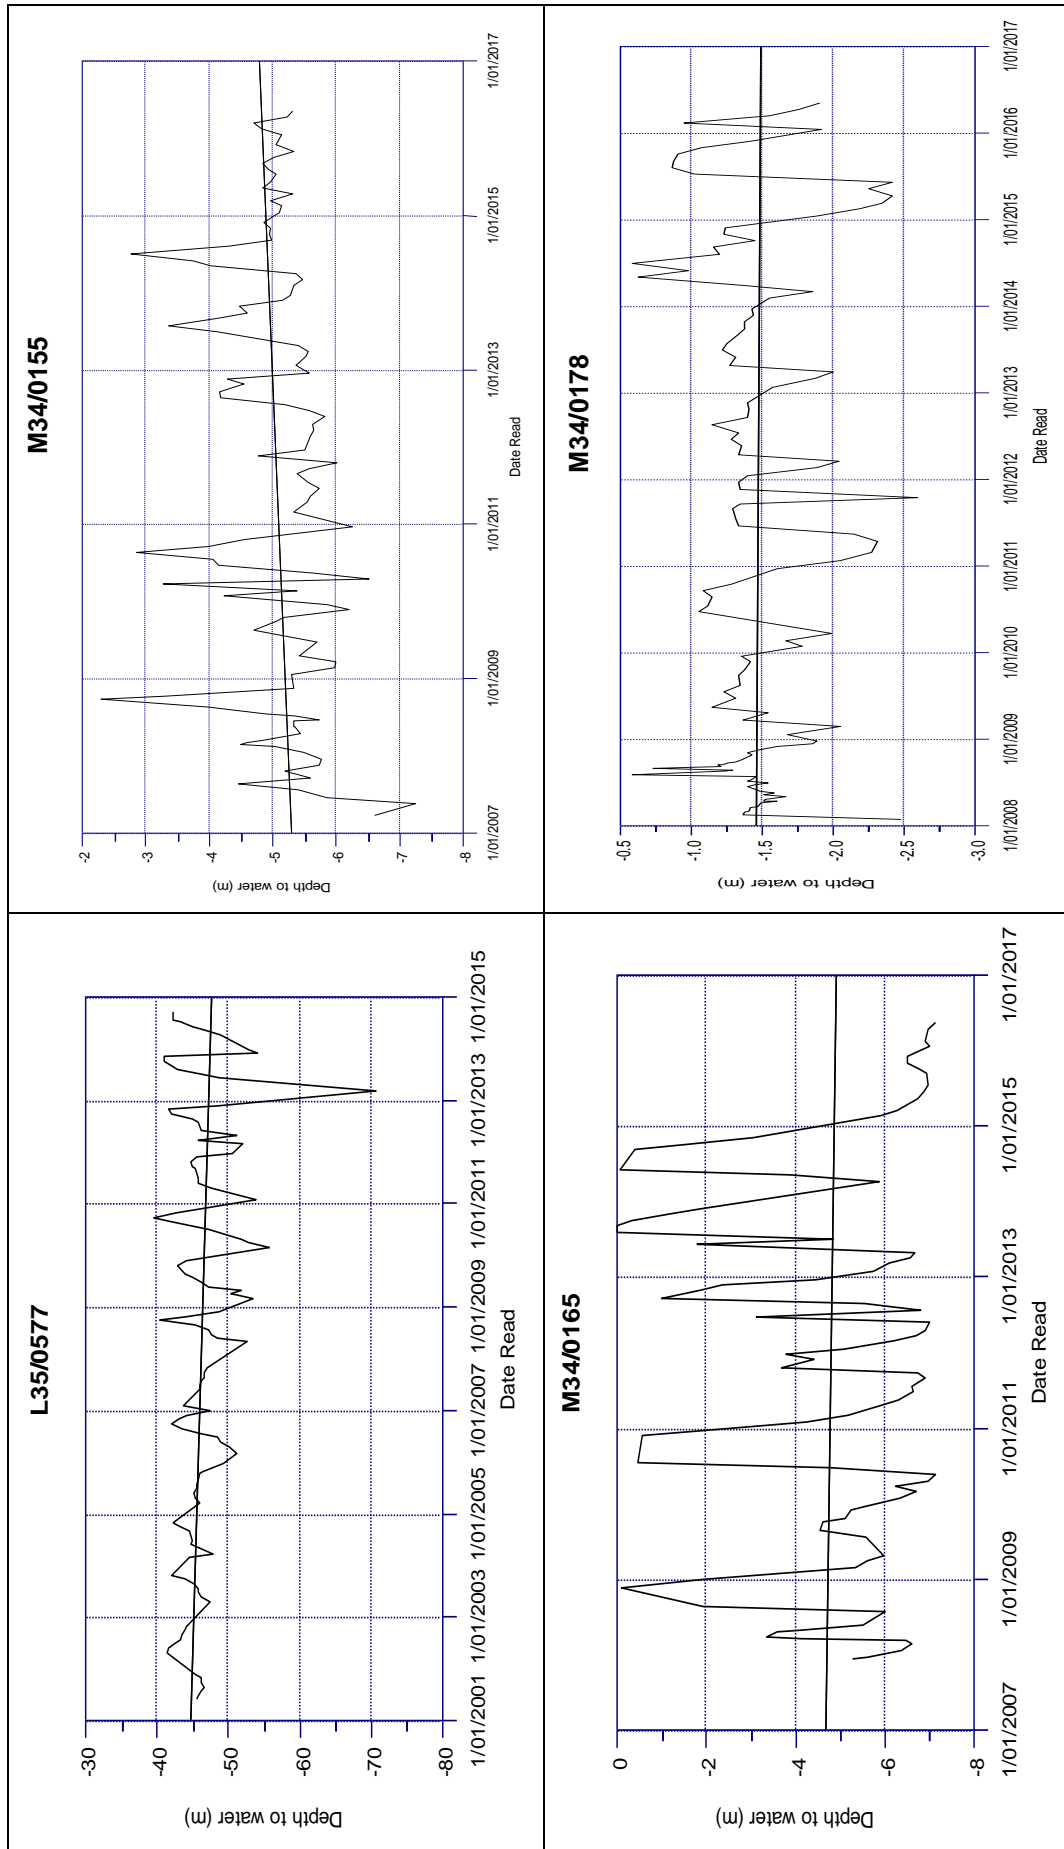 L35/0577
Depth to water (m)
-30
-40
-50
-60
-70
-80
1/01/2001 1/01/2003 1/01/2005 1/01/2007 1/01/2009 1/01/2011 1/01/2013 1/01/2015
Date Read
M34/0155
Depth to water (m)
-2
-3
-4
-5
-6
-7
-8
1/01/2007 1/01/2009 1/01/2011 1/01/2013 1/01/2015 1/01/2017
Date Read
M34/0165
Depth to water (m)
0
-2
-4
-6
-8
1/01/2007 1/01/2009 1/01/2011 1/01/2013 1/01/2015 1/01/2017
Date Read
M34/0178
Depth to water (m)
-0.5
-1.0
-1.5
-2.0
-2.5
-3.0
1/01/2008 1/01/2009 1/01/2010 1/01/2011 1/01/2012 1/01/2013 1/01/2014 1/01/2015 1/01/2016 1/01/2017
Date Read